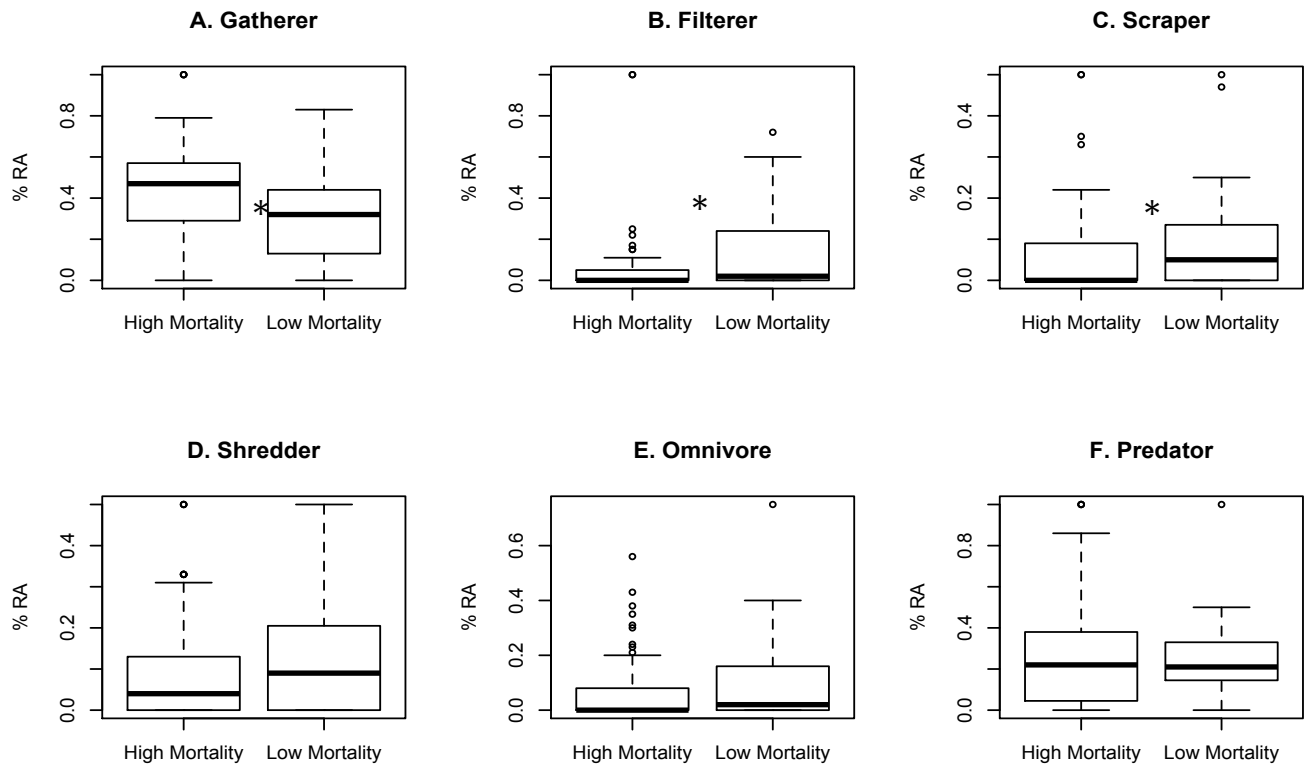 A. Gatherer
B. Filterer
C. Scraper
% RA
0.0
0.4
0.8
*
High Mortality
Low Mortality
% RA
0.0
0.4
0.8
*
High Mortality
Low Mortality
% RA
0.0
0.2
0.4
*
High Mortality
Low Mortality
D. Shredder
E. Omnivore
F. Predator
% RA
0.0
0.2
0.4
High Mortality
Low Mortality
% RA
0.0
0.2
0.4
0.6
High Mortality
Low Mortality
% RA
0.0
0.4
0.8
High Mortality
Low Mortality